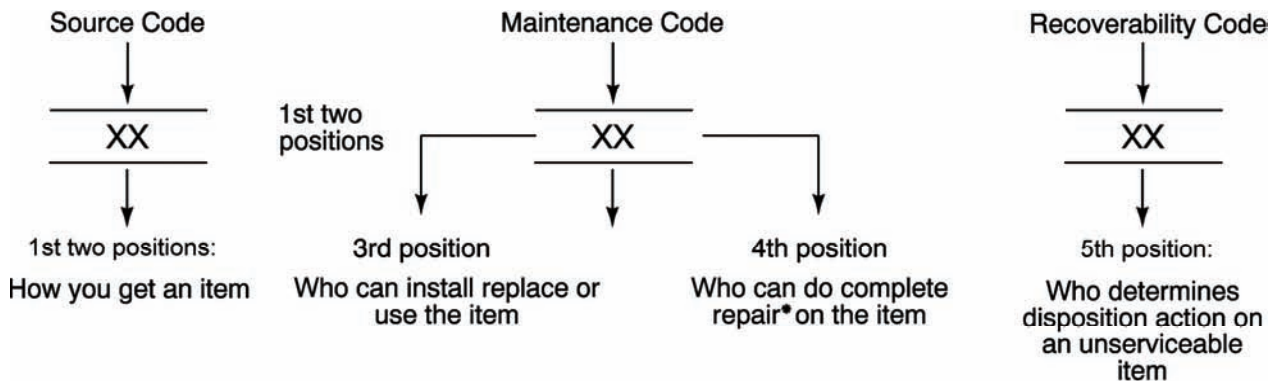 Source Code
XX
1st two positions:
How you get an item
Maintenance Code
1st two
positions
XX
3rd position
Who can install replace or
use the item
4th position
Who can do complete
repair* on the item
Recoverability Code
XX
5th position:
Who determines
disposition action on
an unserviceable
item